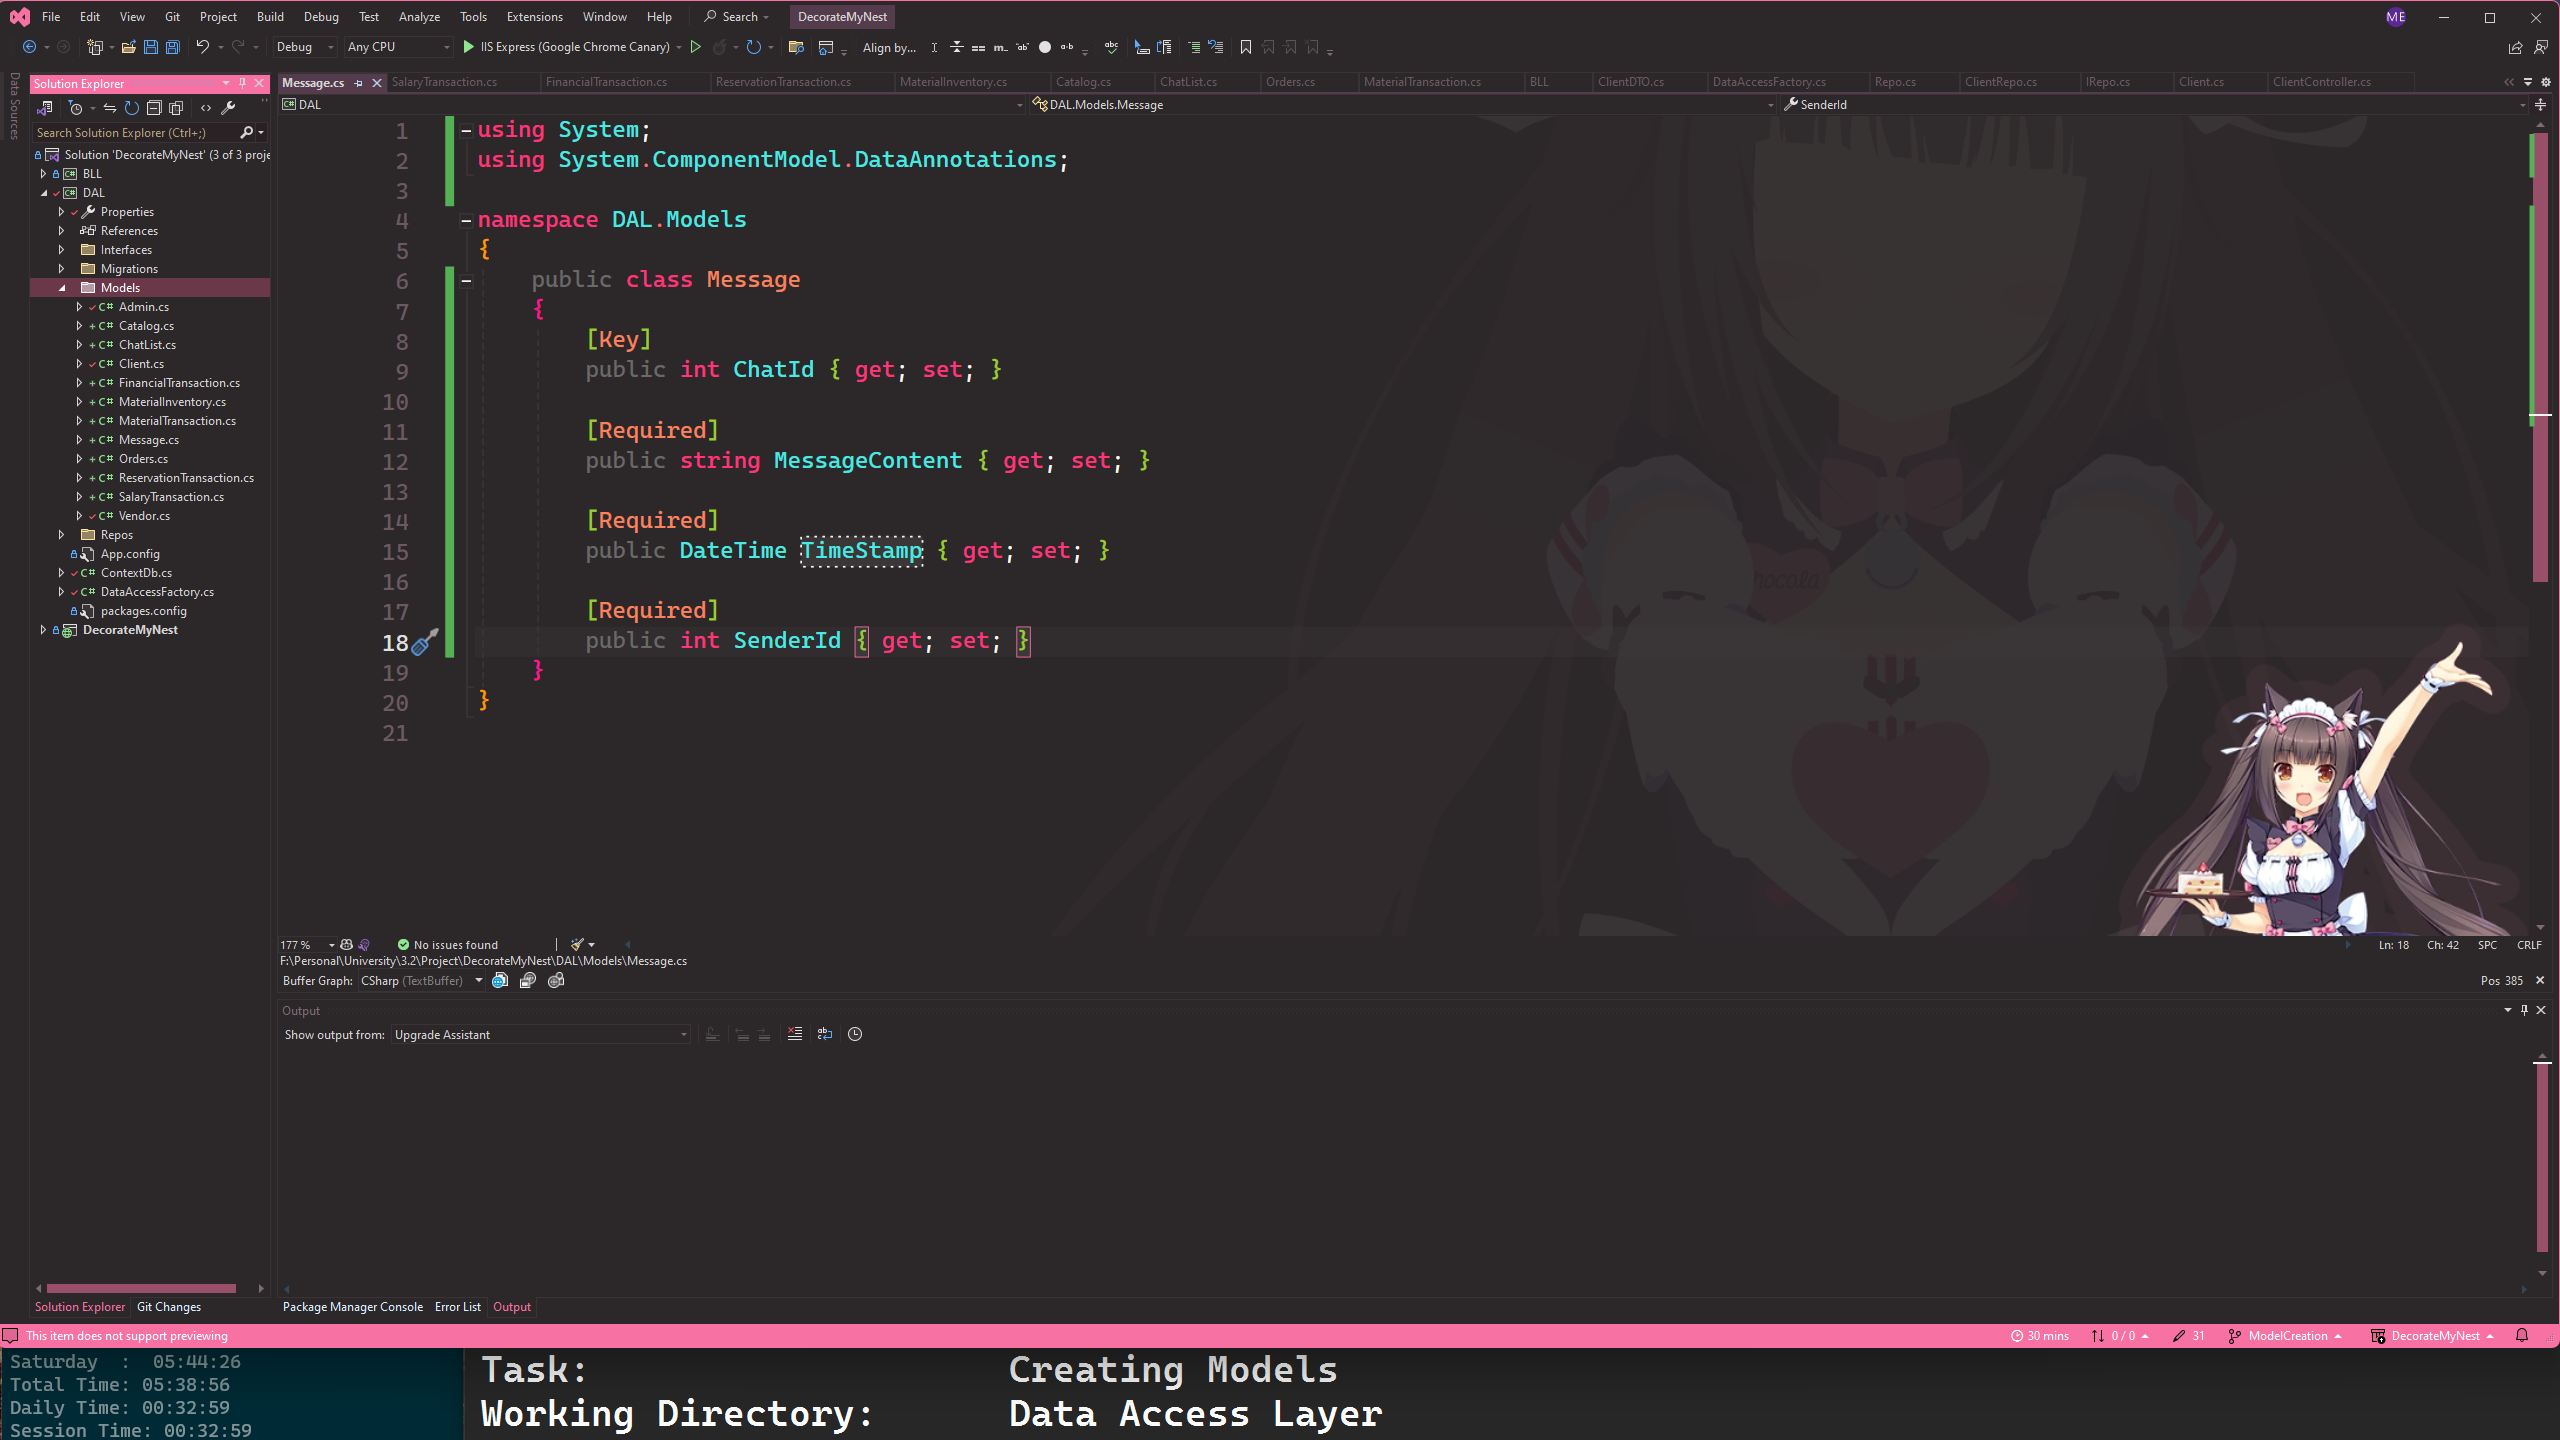 File Edit View Git Project Build Debug Test Analyze Tools Extensions Window Help Search DecorateMyNest ME
Debug Any CPU IIS Express (Google Chrome Canary) Align by...
Data Sources
Solution Explorer
Search Solution Explorer (Ctrl+;)
Solution 'DecorateMyNest' (3 of 3 proje
BLL
DAL
Properties
References
Interfaces
Migrations
Models
C# Admin.cs
C# Catalog.cs
C# ChatList.cs
C# Client.cs
C# FinancialTransaction.cs
C# MaterialInventory.cs
C# MaterialTransaction.cs
C# Message.cs
C# Orders.cs
C# ReservationTransaction.cs
C# SalaryTransaction.cs
C# Vendor.cs
Repos
App.config
C# ContextDb.cs
C# DataAccessFactory.cs
packages.config
DecorateMyNest
Solution Explorer Git Changes
Message.cs SalaryTransaction.cs FinancialTransaction.cs ReservationTransaction.cs MaterialInventory.cs Catalog.cs ChatList.cs Orders.cs MaterialTransaction.cs BLL ClientDTO.cs DataAccessFactory.cs Repo.cs ClientRepo.cs IRepo.cs Client.cs ClientController.cs
DAL DAL.Models.Message SenderId
1 using System;
2 using System.ComponentModel.DataAnnotations;
3
4 namespace DAL.Models
5 {
6 public class Message
7 {
8 [Key]
9 public int ChatId { get; set; }
10
11 [Required]
12 public string MessageContent { get; set; }
13
14 [Required]
15 public DateTime TimeStamp { get; set; }
16
17 [Required]
18 public int SenderId { get; set; }
19 }
20 }
21
177 % No issues found Ln: 18 Ch: 42 SPC CRLF
F:\Personal\University\3.2\Project\DecorateMyNest\DAL\Models\Message.cs
Buffer Graph: CSharp (TextBuffer) Pos 385
Output
Show output from: Upgrade Assistant
Package Manager Console Error List Output
This item does not support previewing 30 mins 0 / 0 31 ModelCreation DecorateMyNest
Saturday : 05:44:26
Total Time: 05:38:56
Daily Time: 00:32:59
Session Time: 00:32:59
Task: Creating Models
Working Directory: Data Access Layer